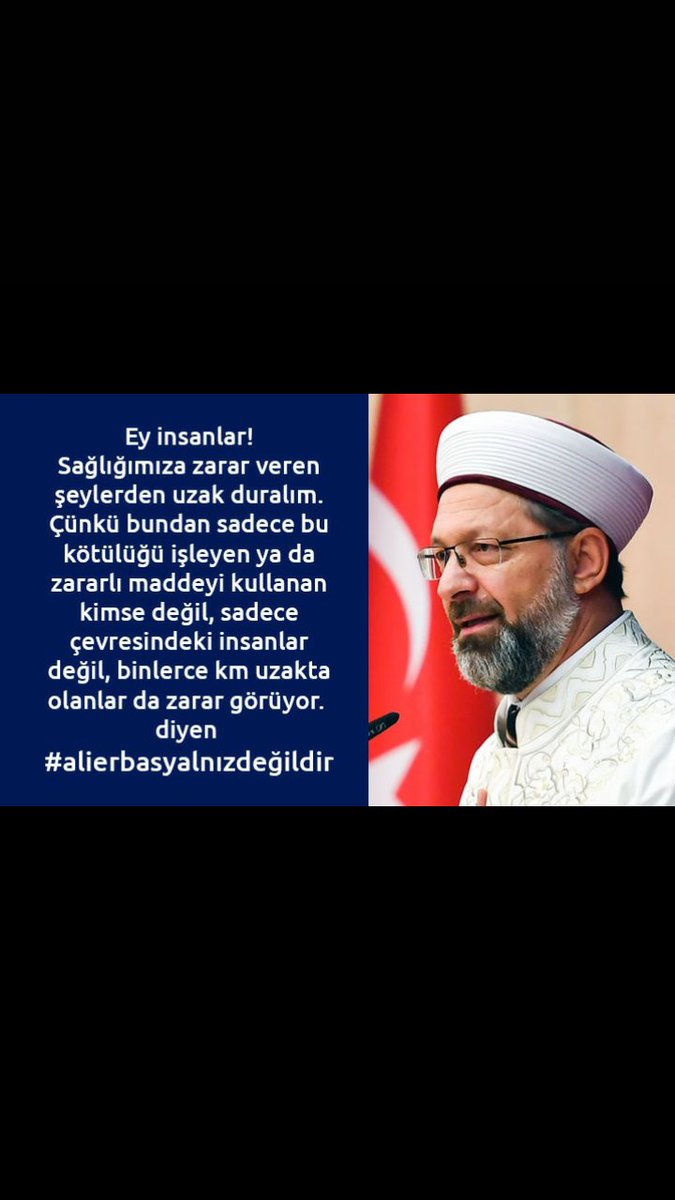 Ey insanlar!
Sağlığımıza zarar veren
şeylerden uzak duralım.
Çünkü bundan sadece bu
kötülüğü işleyen ya da
zararlı maddeyi kullanan
kimse değil, sadece
çevresindeki insanlar
değil, binlerce km uzakta
olanlar da zarar görüyor.
diyen
#alierbasyalnızdeğildir